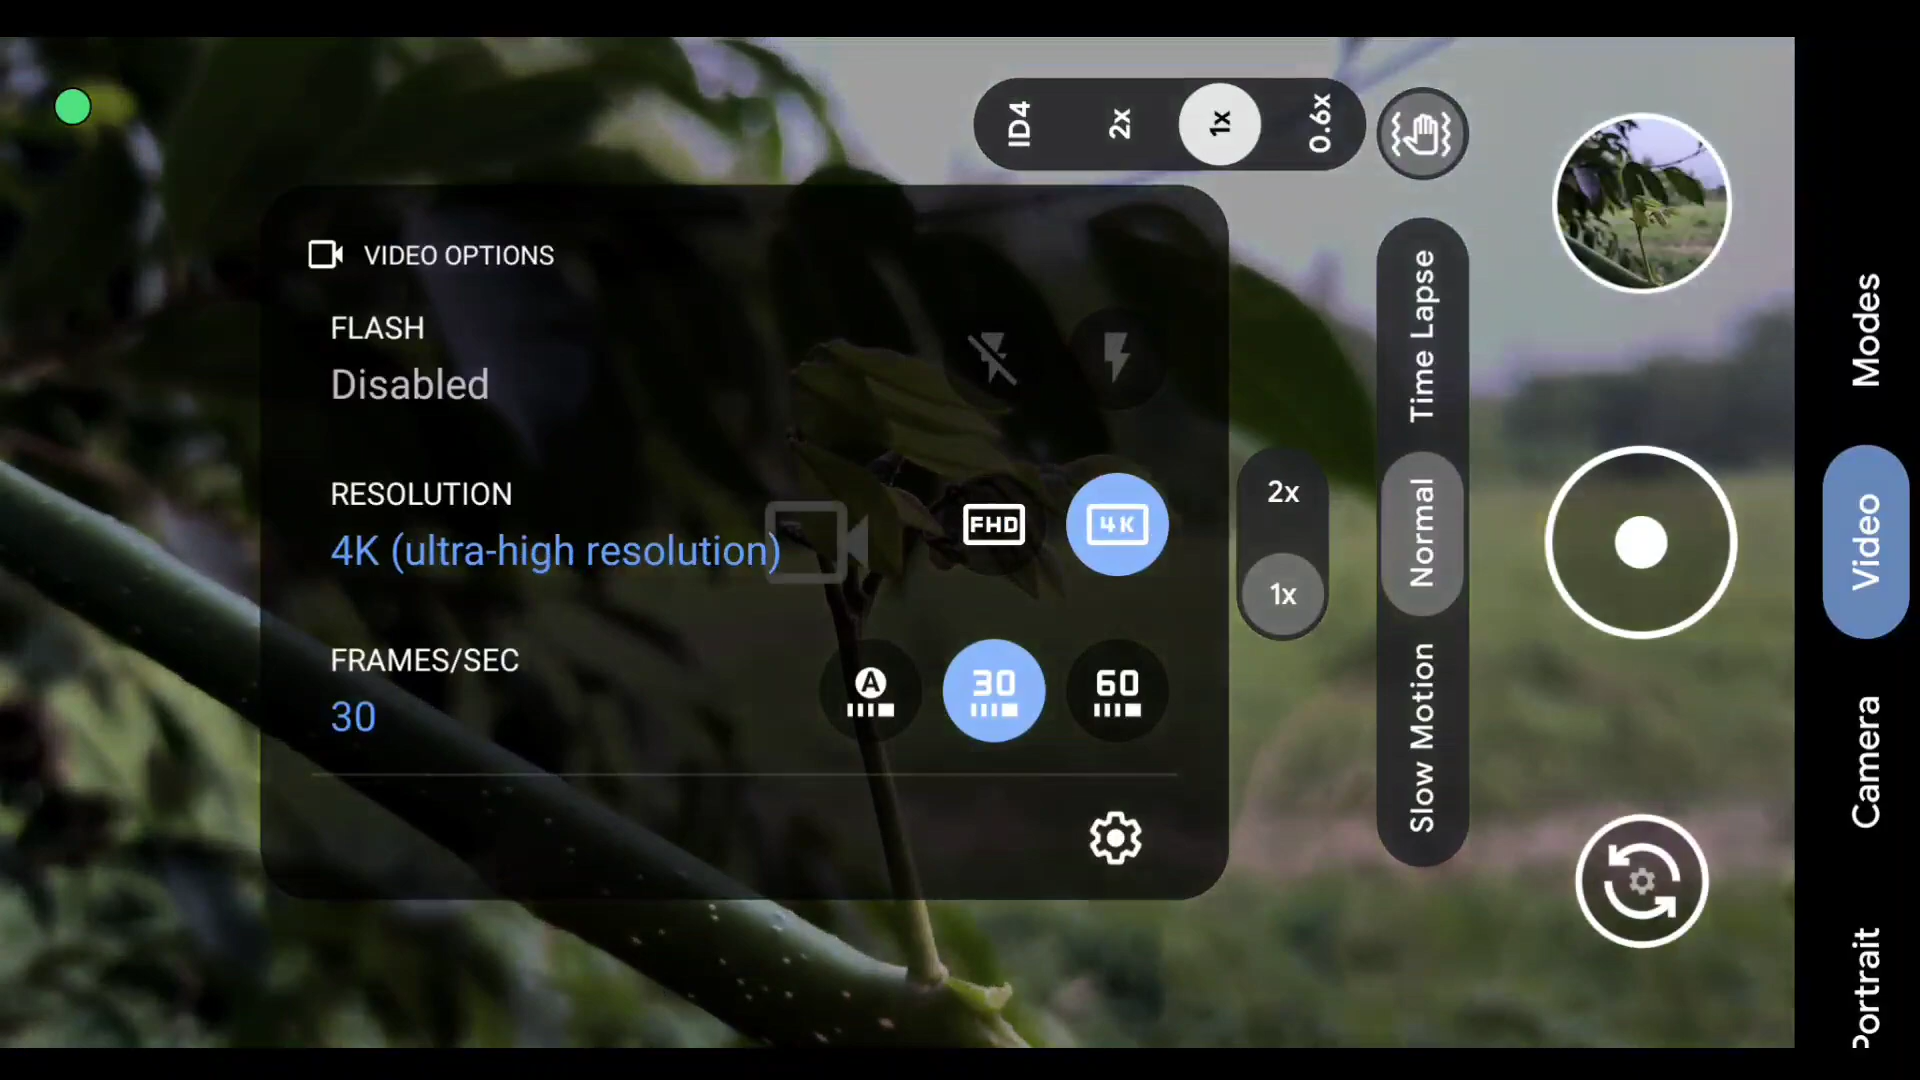 ID4
2x
1x
0.6x
VIDEO OPTIONS
FLASH
Disabled
RESOLUTION
4K (ultra-high resolution)
FHD
4K
FRAMES/SEC
30
A
30
60
2x
1x
Time Lapse
Normal
Slow Motion
Modes
Video
Camera
Portrait